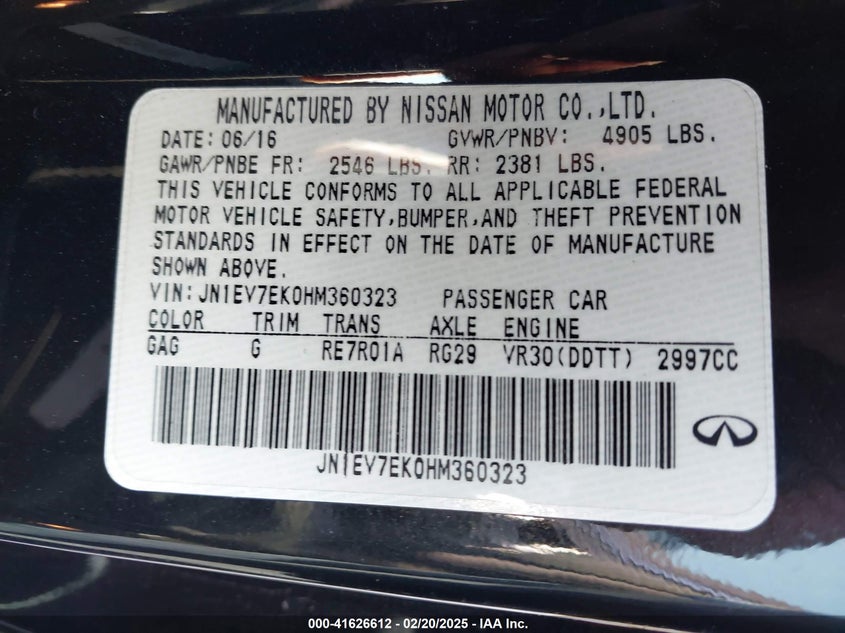 MANUFACTURED BY NISSAN MOTOR CO.,LTD.
DATE: 06/16 GVWR/PNBV: 4905 LBS.
GAWR/PNBE FR: 2546 LBS. RR: 2381 LBS.
THIS VEHICLE CONFORMS TO ALL APPLICABLE FEDERAL
MOTOR VEHICLE SAFETY,BUMPER,AND THEFT PREVENTION
STANDARDS IN EFFECT ON THE DATE OF MANUFACTURE
SHOWN ABOVE.
VIN:JN1EV7EK0HM360323 PASSENGER CAR
COLOR TRIM TRANS AXLE ENGINE
GAG G RE7R01A RG29 VR30(DDTT) 2997CC
JN1EV7EK0HM360323
000-41626612 - 02/20/2025 - IAA Inc.